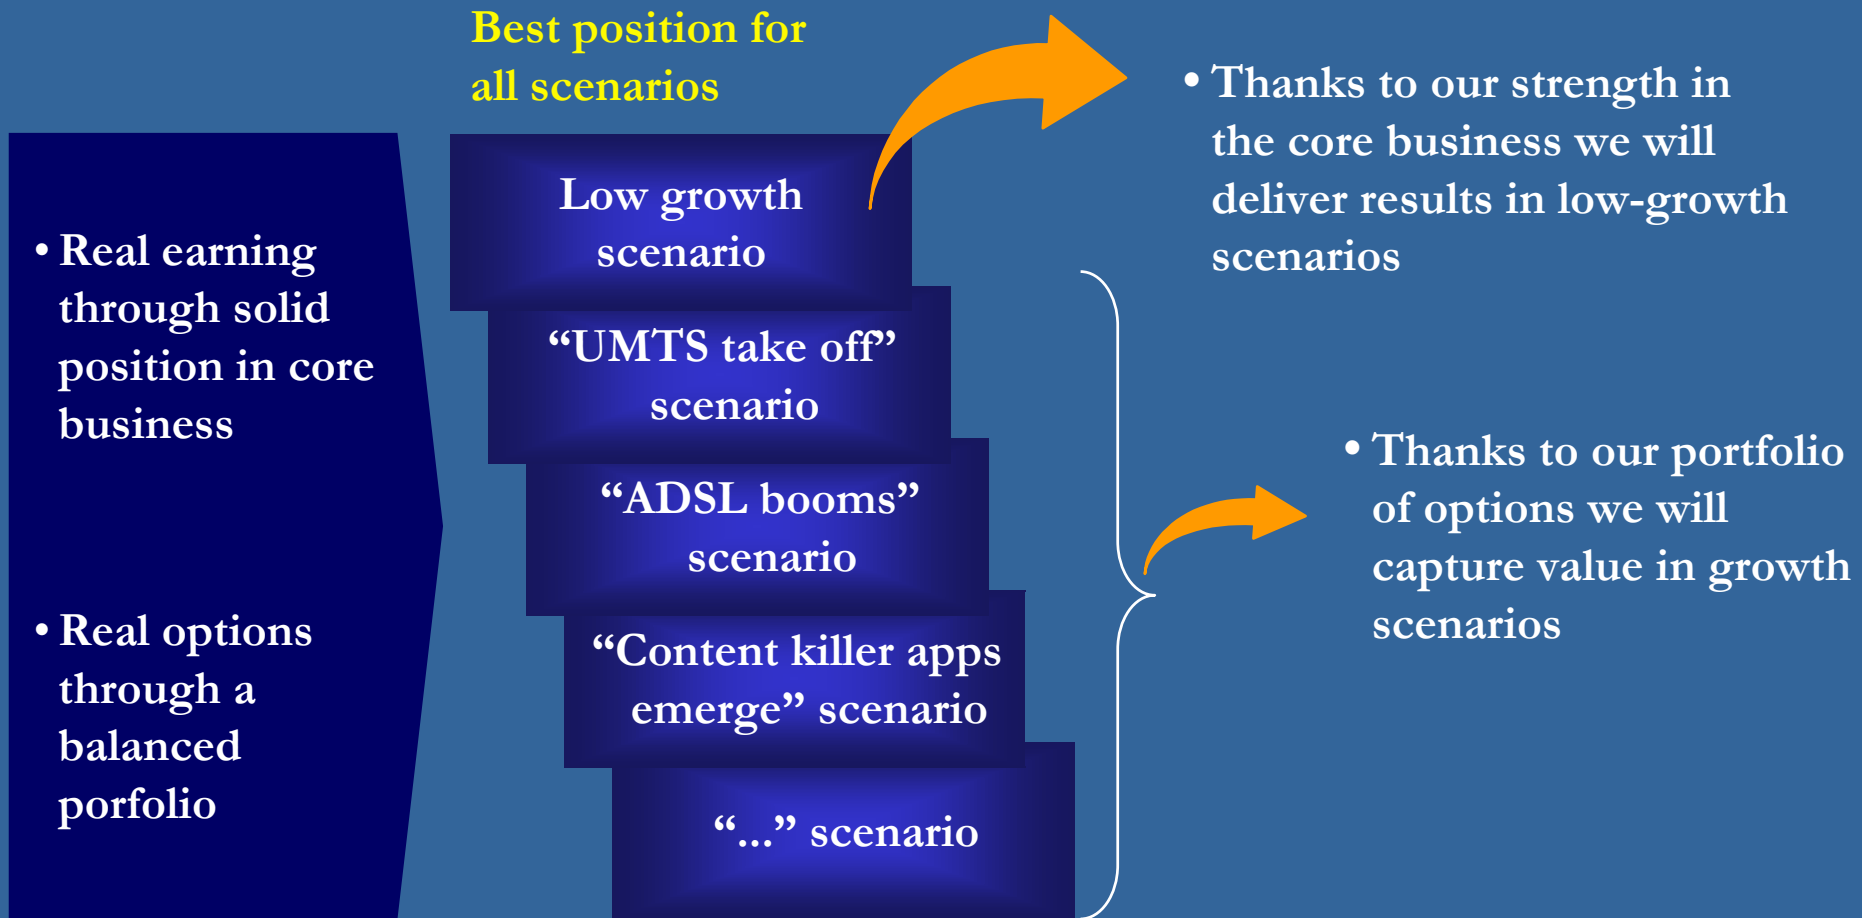 Best position for
all scenarios
• Real earning
through solid
position in core
business
• Real options
through a
balanced
porfolio
Low growth
scenario
“UMTS take off”
scenario
“ADSL booms”
scenario
“Content killer apps
emerge” scenario
“...” scenario
• Thanks to our strength in
the core business we will
deliver results in low-growth
scenarios
• Thanks to our portfolio
of options we will
capture value in growth
scenarios